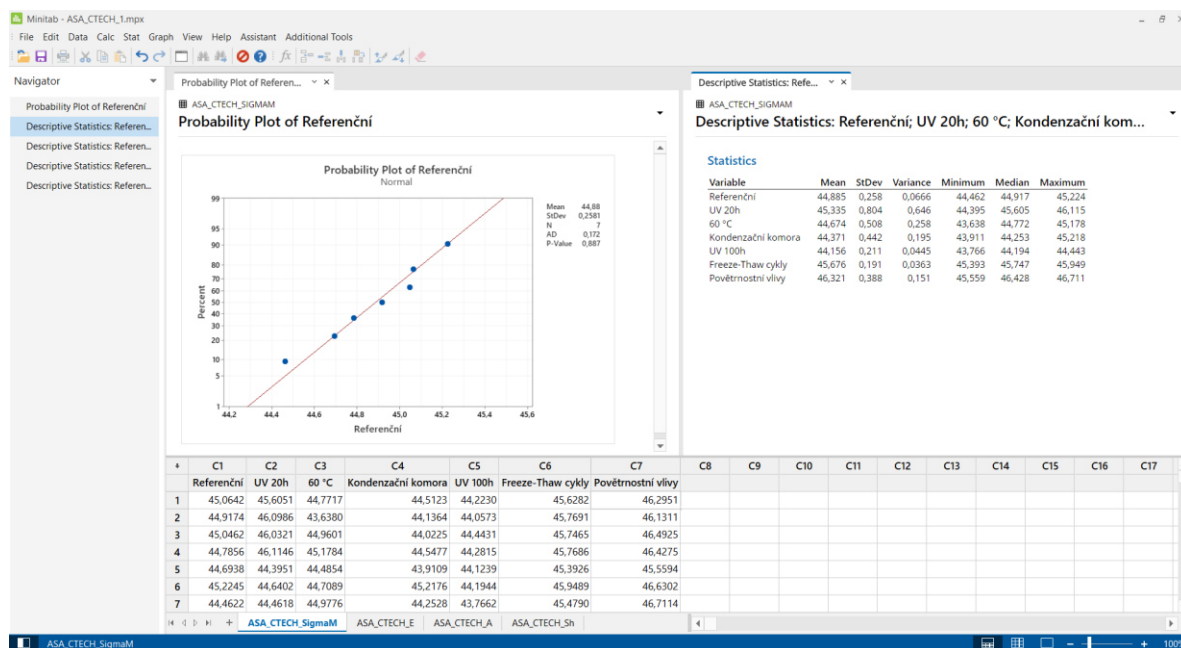 Minitab - ASA_CTECH_1.mpx
File Edit Data Calc Stat Graph View Help Assistant Additional Tools
Navigator
Probability Plot of Referenční
Descriptive Statistics: Referen...
Descriptive Statistics: Referen...
Descriptive Statistics: Referen...
Descriptive Statistics: Referen...
Probability Plot of Referen...
ASA_CTECH_SIGMAM
Probability Plot of Referenční
Probability Plot of Referenční
Normal
99
95
90
80
70
60
50
40
30
20
10
5
1
Percent
44,2 44,4 44,6 44,8 45,0 45,2 45,4 45,6
Referenční
Mean 44,88
StDev 0,2581
N 7
AD 0,172
P-Value 0,887
Descriptive Statistics: Refe...
ASA_CTECH_SIGMAM
Descriptive Statistics: Referenční; UV 20h; 60 °C; Kondenzační kom...
Statistics
Variable Mean StDev Variance Minimum Median Maximum
Referenční 44,885 0,258 0,0666 44,462 44,917 45,224
UV 20h 45,335 0,804 0,646 44,395 45,605 46,115
60 °C 44,674 0,508 0,258 43,638 44,772 45,178
Kondenzační komora 44,371 0,442 0,195 43,911 44,253 45,218
UV 100h 44,156 0,211 0,0445 43,766 44,194 44,443
Freeze-Thaw cykly 45,676 0,191 0,0363 45,393 45,747 45,949
Povětrnostní vlivy 46,321 0,388 0,151 45,559 46,428 46,711
C1 C2 C3 C4 C5 C6 C7 C8 C9 C10 C11 C12 C13 C14 C15 C16 C17
Referenční UV 20h 60 °C Kondenzační komora UV 100h Freeze-Thaw cykly Povětrnostní vlivy
1 45,0642 45,6051 44,7717 44,5123 44,2230 45,6282 46,2951
2 44,9174 46,0986 43,6380 44,1364 44,0573 45,7691 46,1311
3 45,0462 46,0321 44,9601 44,0225 44,4431 45,7465 46,4925
4 44,7856 46,1146 45,1784 44,5477 44,2815 45,7686 46,4275
5 44,6938 44,3951 44,4854 43,9109 44,1239 45,3926 45,5594
6 45,2245 44,6402 44,7089 45,2176 44,1944 45,9489 46,6302
7 44,4622 44,4618 44,9776 44,2528 43,7662 45,4790 46,7114
ASA_CTECH_SigmaM ASA_CTECH_E ASA_CTECH_A ASA_CTECH_Sh
ASA_CTECH_SigmaM